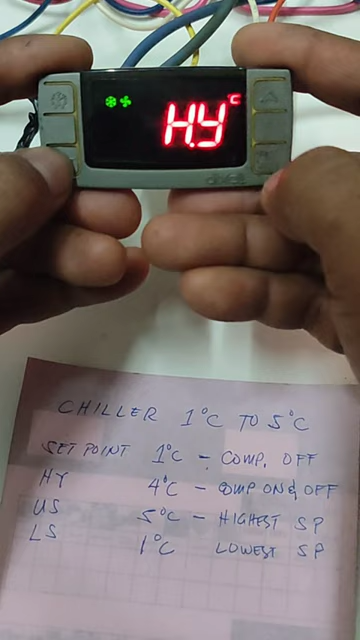 H.y °C
CHILLER 1°C TO 5°C
SET POINT 1°C - COMP. OFF
HY 4°C - COMP ON & OFF
US 5°C - HIGHEST SP
LS 1°C LOWEST SP